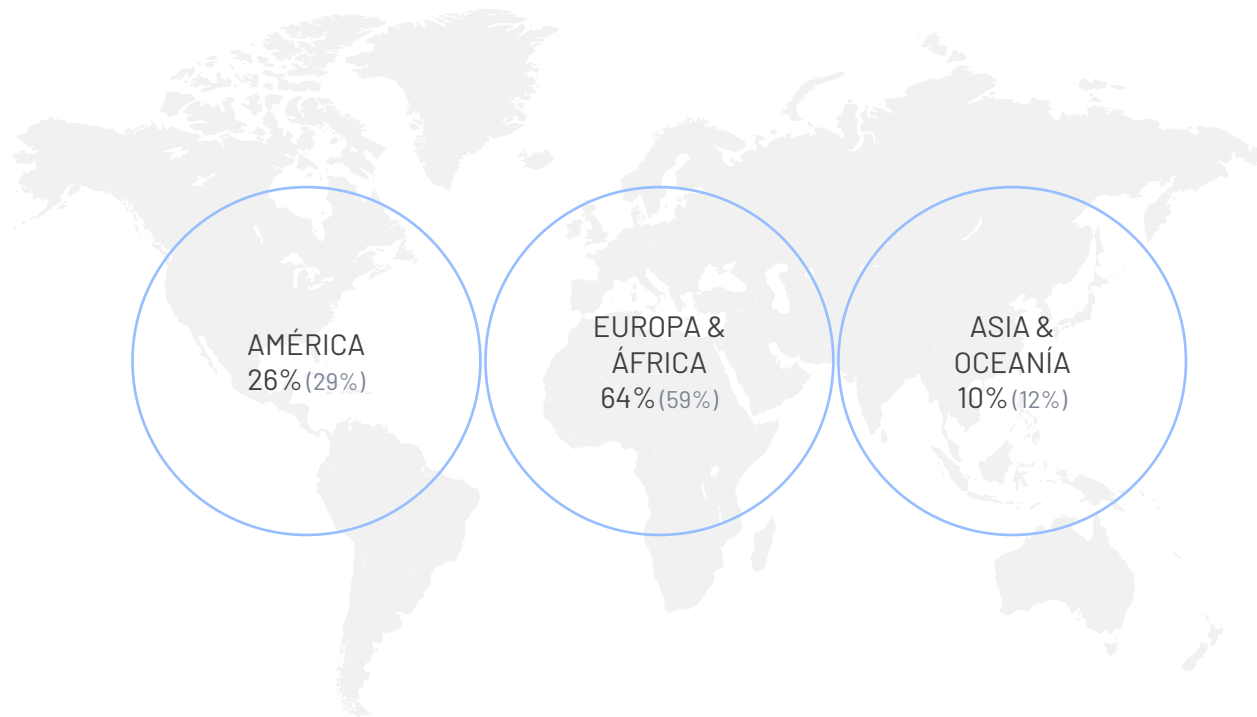 AMÉRICA
26% (29%)
EUROPA &
ÁFRICA
64% (59%)
ASIA &
OCEANÍA
10% (12%)